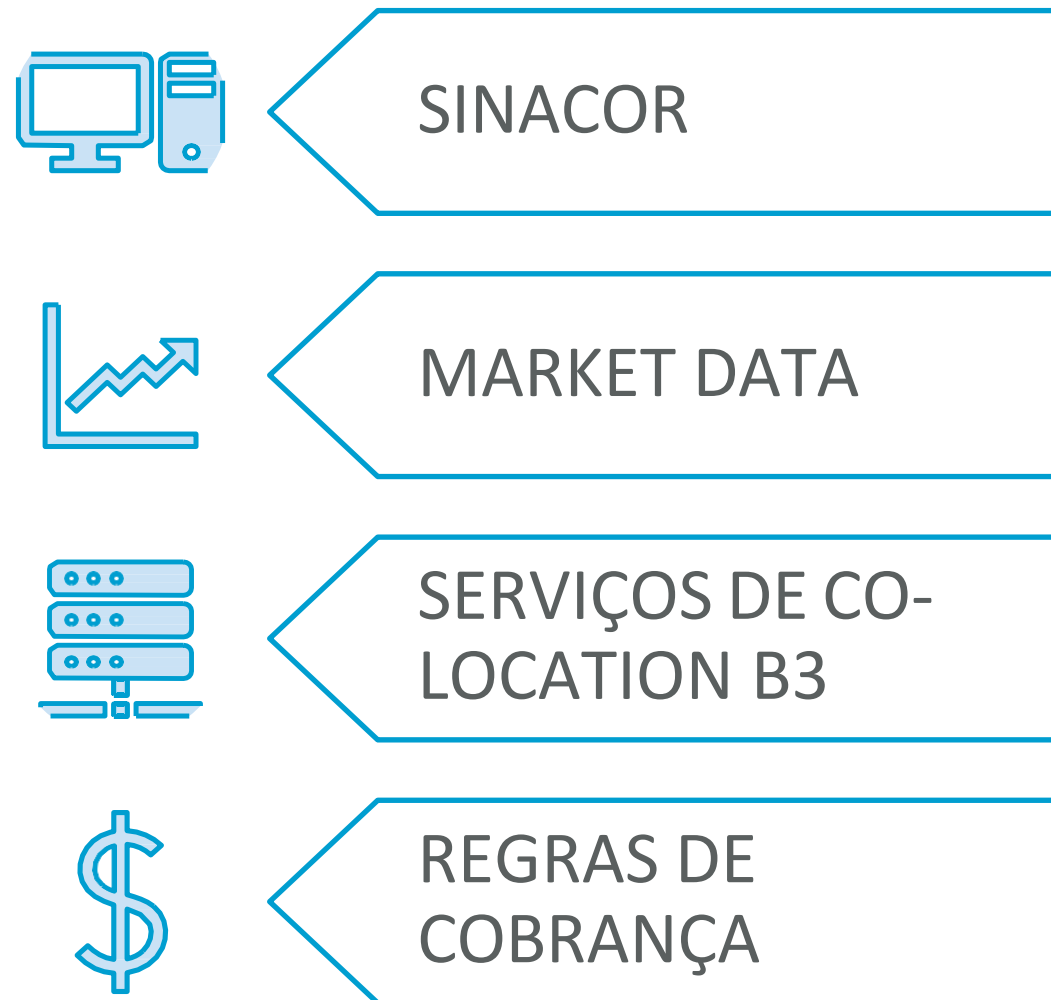 SINACOR
MARKET DATA
SERVIÇOS DE CO-
LOCATION B3
REGRAS DE
COBRANÇA